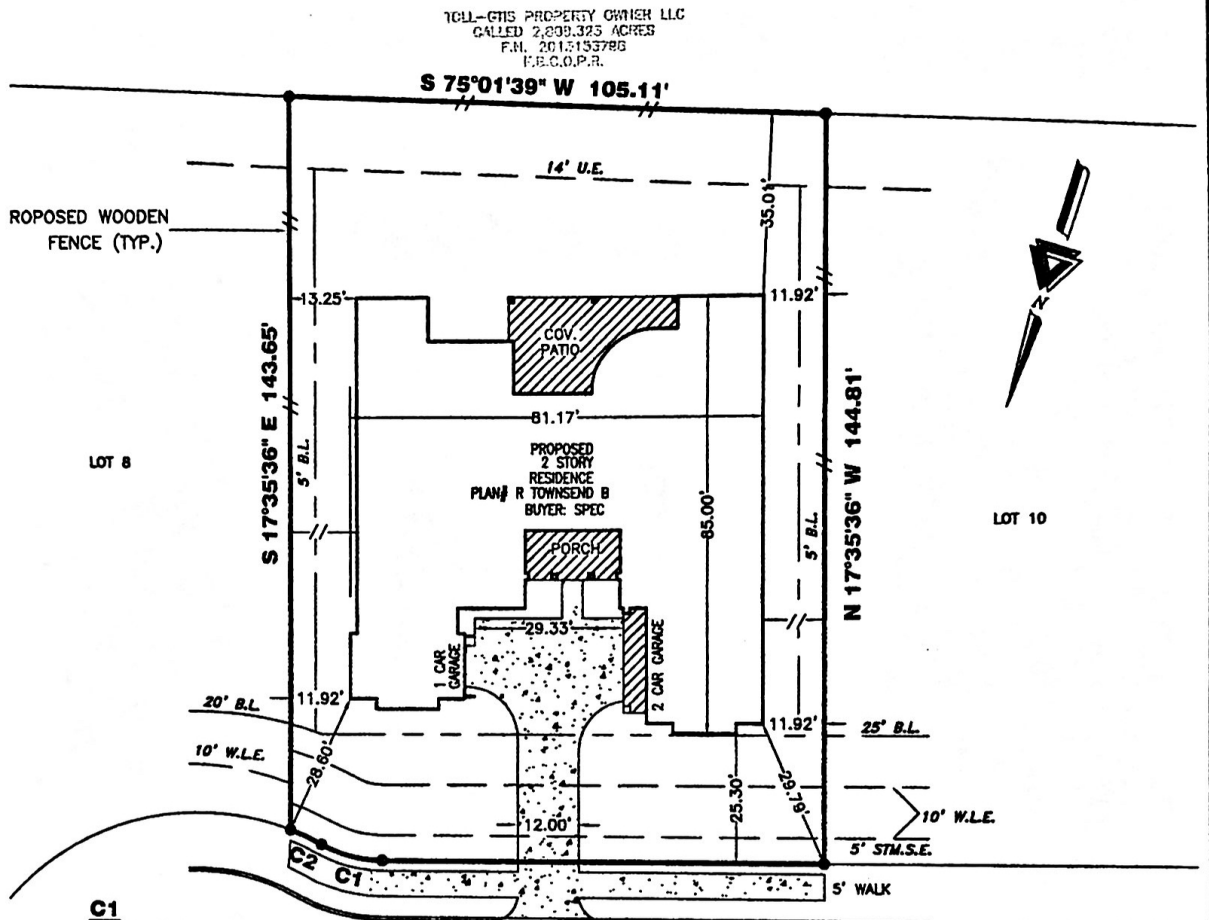 TOLL-GTIS PROPERTY OWNER LLC
CALLED 2,809.325 ACRES
F.N.
F.B.C.O.P.R.
S 75°01'39" W 105.11'
14' U.E.
ROPOSED WOODEN
FENCE (TYP.)
35.01'
N
13.25'
11.92'
COV.
PATIO
S 17°35'36" E 143.65'
N 17°35'36" W 144.81'
81.17'
LOT 8
5' B.L.
PROPOSED
2 STORY
RESIDENCE
PLAN# R TOWNSEND B
BUYER: SPEC
85.00'
LOT 10
5' B.L.
PORCH
29.33'
1 CAR
GARAGE
2 CAR GARAGE
11.92'
20' B.L.
11.92'
25' B.L.
10' W.L.E.
28.60'
25.30'
29.79'
12.00'
10' W.L.E.
5' STM.S.E.
C2
C1
5' WALK
C1